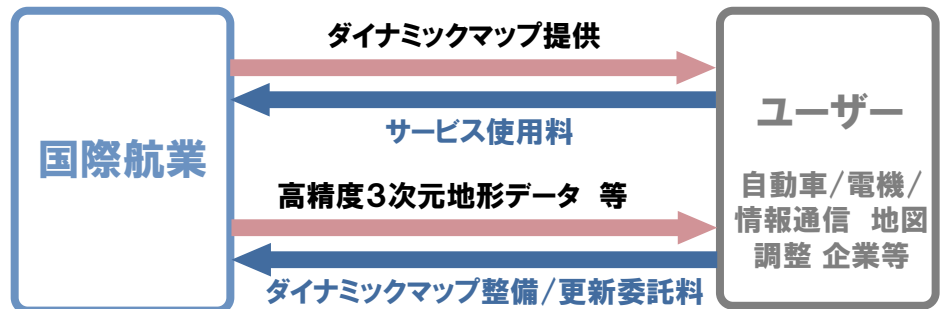 ダイナミックマップ提供
サービス使用料
国際航業
高精度3次元地形データ 等
ダイナミックマップ整備/更新委託料
ユーザー
自動車/電機/
情報通信 地図
調整 企業等